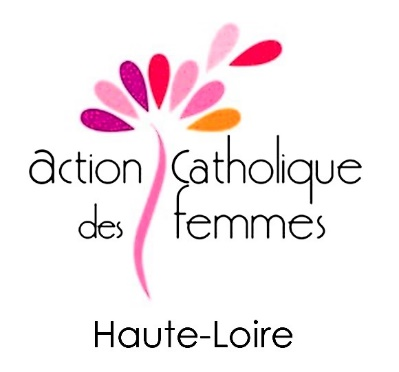 action Catholique
des femmes
Haute-Loire